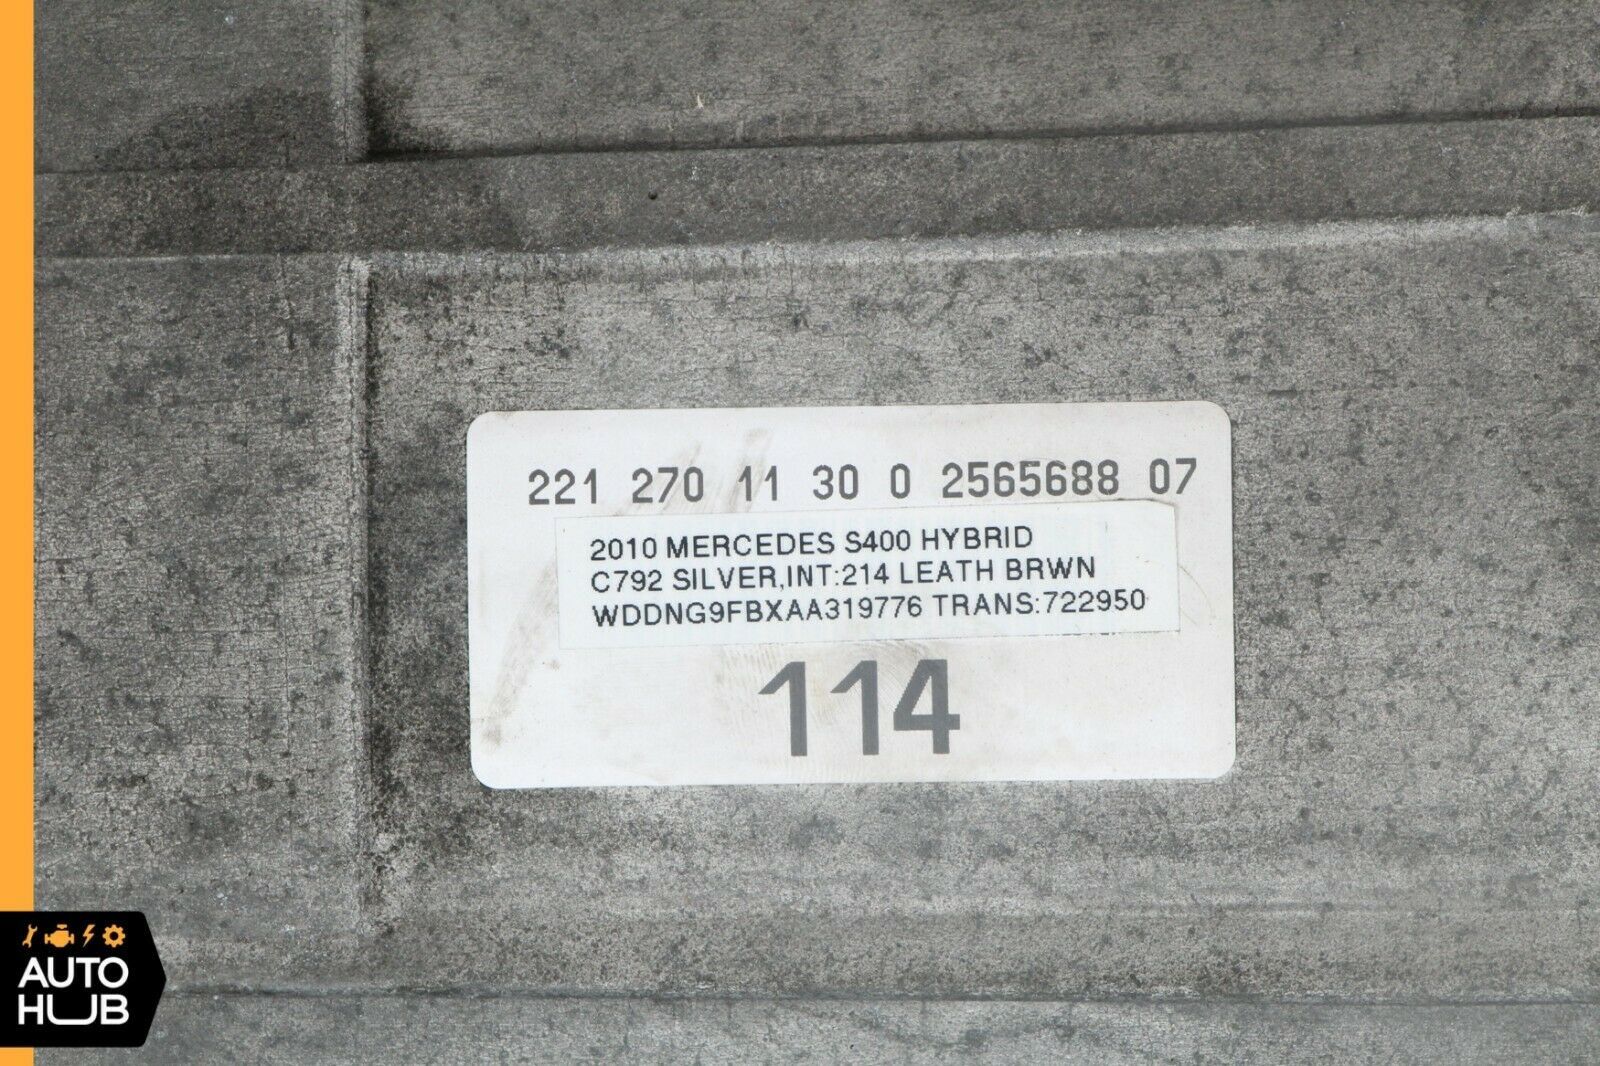 221 270 11 30 0 2565688 07
2010 MERCEDES S400 HYBRID
C792 SILVER,INT:214 LEATH BRWN
WDDNG9FBXAA319776 TRANS:722950
114
AUTO
HUB